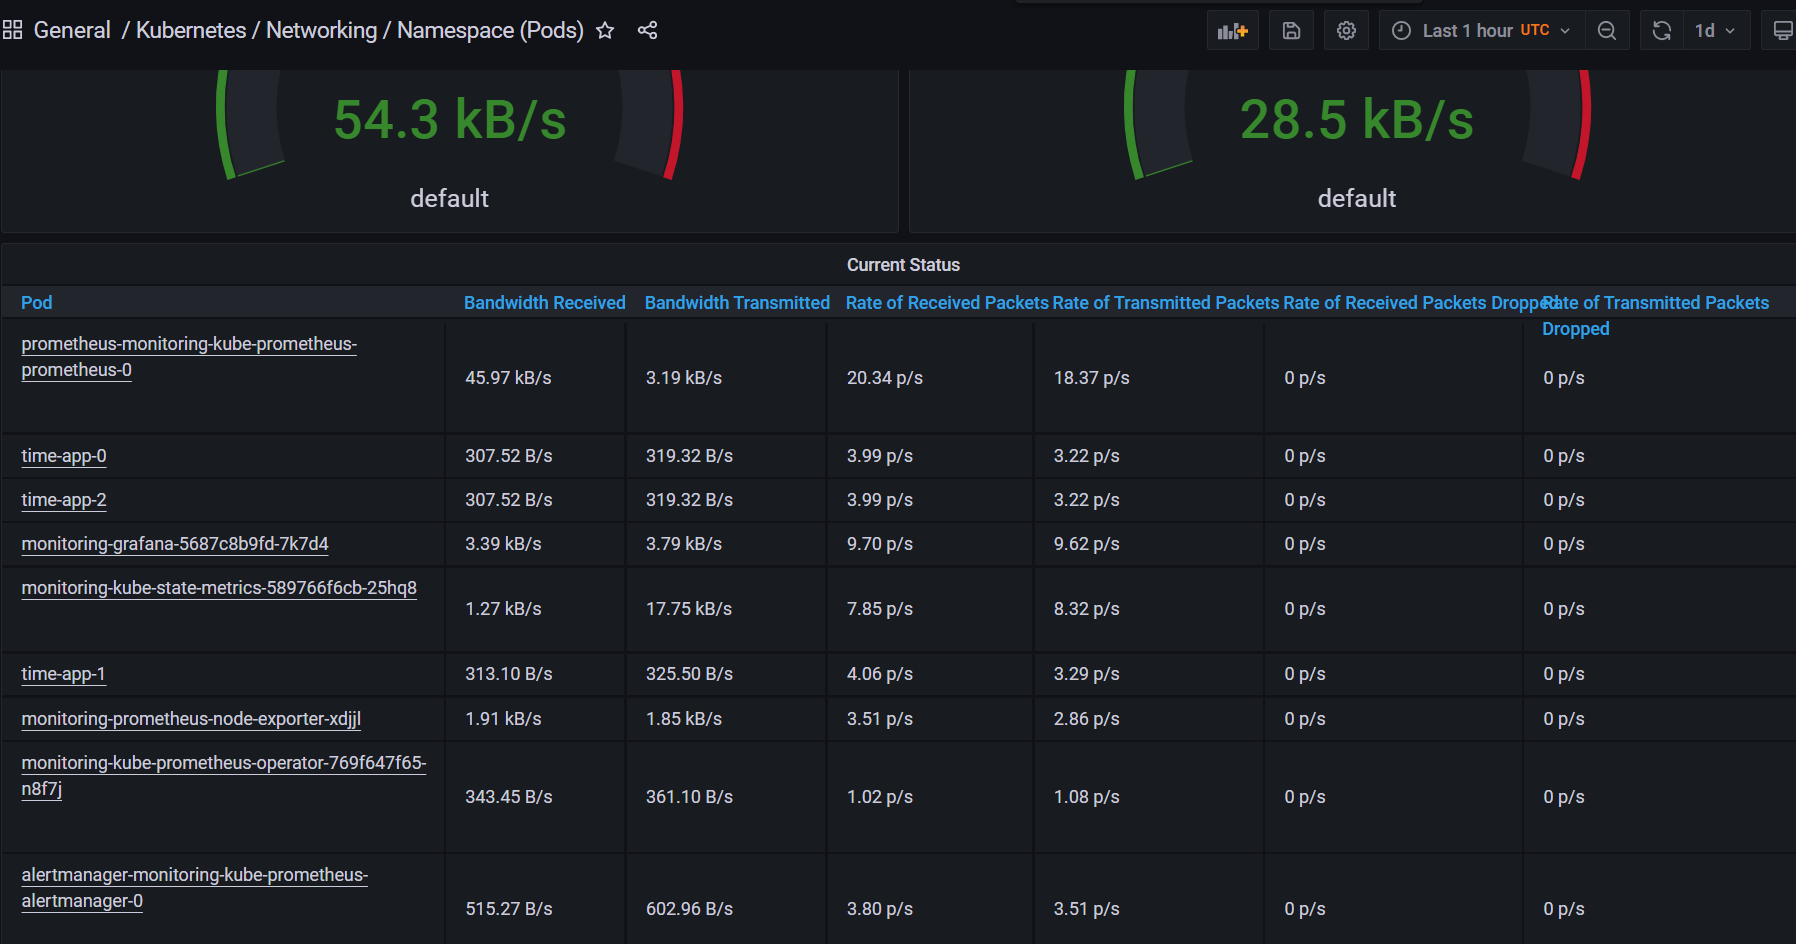 General / Kubernetes / Networking / Namespace (Pods)
Last 1 hour UTC
1d
54.3 kB/s
default
28.5 kB/s
default
Current Status
Pod Bandwidth Received Bandwidth Transmitted Rate of Received Packets Rate of Transmitted Packets Rate of Received Packets Dropped Rate of Transmitted Packets
Dropped
prometheus-monitoring-kube-prometheus-
prometheus-0
45.97 kB/s 3.19 kB/s 20.34 p/s 18.37 p/s 0 p/s 0 p/s
time-app-0 307.52 B/s 319.32 B/s 3.99 p/s 3.22 p/s 0 p/s 0 p/s
time-app-2 307.52 B/s 319.32 B/s 3.99 p/s 3.22 p/s 0 p/s 0 p/s
monitoring-grafana-5687c8b9fd-7k7d4 3.39 kB/s 3.79 kB/s 9.70 p/s 9.62 p/s 0 p/s 0 p/s
monitoring-kube-state-metrics-589766f6cb-25hq8
1.27 kB/s 17.75 kB/s 7.85 p/s 8.32 p/s 0 p/s 0 p/s
time-app-1 313.10 B/s 325.50 B/s 4.06 p/s 3.29 p/s 0 p/s 0 p/s
monitoring-prometheus-node-exporter-xdjjl 1.91 kB/s 1.85 kB/s 3.51 p/s 2.86 p/s 0 p/s 0 p/s
monitoring-kube-prometheus-operator-769f647f65-
n8f7j
343.45 B/s 361.10 B/s 1.02 p/s 1.08 p/s 0 p/s 0 p/s
alertmanager-monitoring-kube-prometheus-
alertmanager-0
515.27 B/s 602.96 B/s 3.80 p/s 3.51 p/s 0 p/s 0 p/s